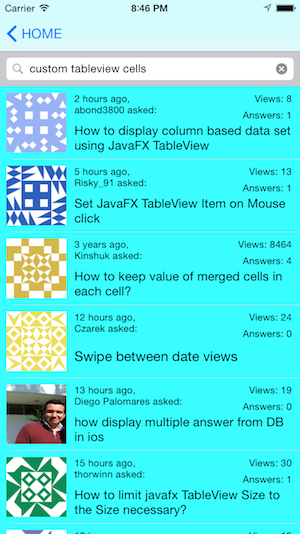 Carrier 8:46 PM
HOME
custom tableview cells
2 hours ago, Views: 8
abond3800 asked: Answers: 1
How to display column based data set
using JavaFX TableView
5 hours ago, Views: 13
Risky_91 asked: Answers: 1
Set JavaFX TableView Item on Mouse
click
3 years ago, Views: 8464
Kinshuk asked: Answers: 4
How to keep value of merged cells in
each cell?
12 hours ago, Views: 24
Czarek asked: Answers: 0
Swipe between date views
13 hours ago, Views: 19
Diego Palomares asked: Answers: 0
how display multiple answer from DB
in ios
15 hours ago, Views: 30
thorwinn asked: Answers: 1
How to limit javafx TableView Size to
the Size necessary?